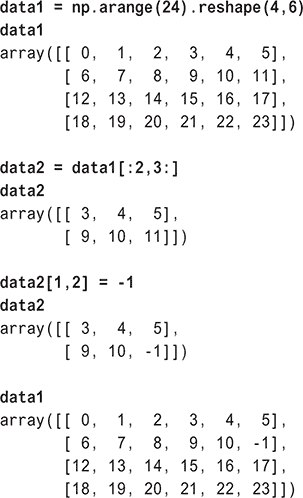 data1 = np.arange(24).reshape(4,6)
data1
array([[ 0,  1,  2,  3,  4,  5],
       [ 6,  7,  8,  9, 10, 11],
       [12, 13, 14, 15, 16, 17],
       [18, 19, 20, 21, 22, 23]])
data2 = data1[:2,3:]
data2
array([[ 3,  4,  5],
       [ 9, 10, 11]])
data2[1,2] = -1
data2
array([[ 3,  4,  5],
       [ 9, 10, -1]])
data1
array([[ 0,  1,  2,  3,  4,  5],
       [ 6,  7,  8,  9, 10, -1],
       [12, 13, 14, 15, 16, 17],
       [18, 19, 20, 21, 22, 23]])